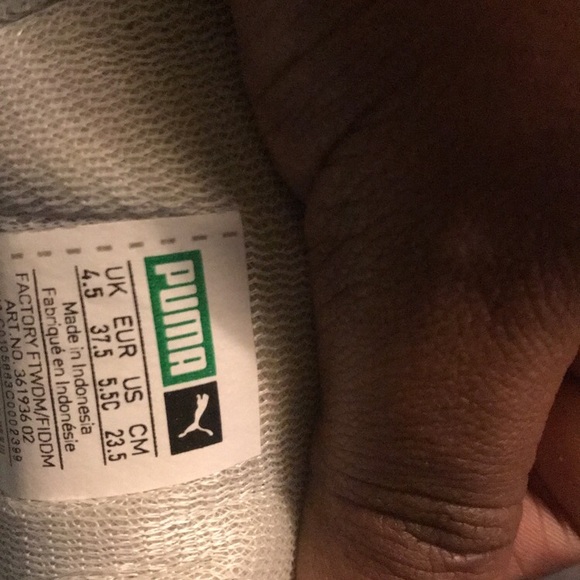 PUMA
UK EUR US CM
4.5 37.5 5.5C 23.5
Made in Indonesia
Fabriqué en Indonésie
FACTORY FTWDM/FIDDM
ART.NO. 361936 02